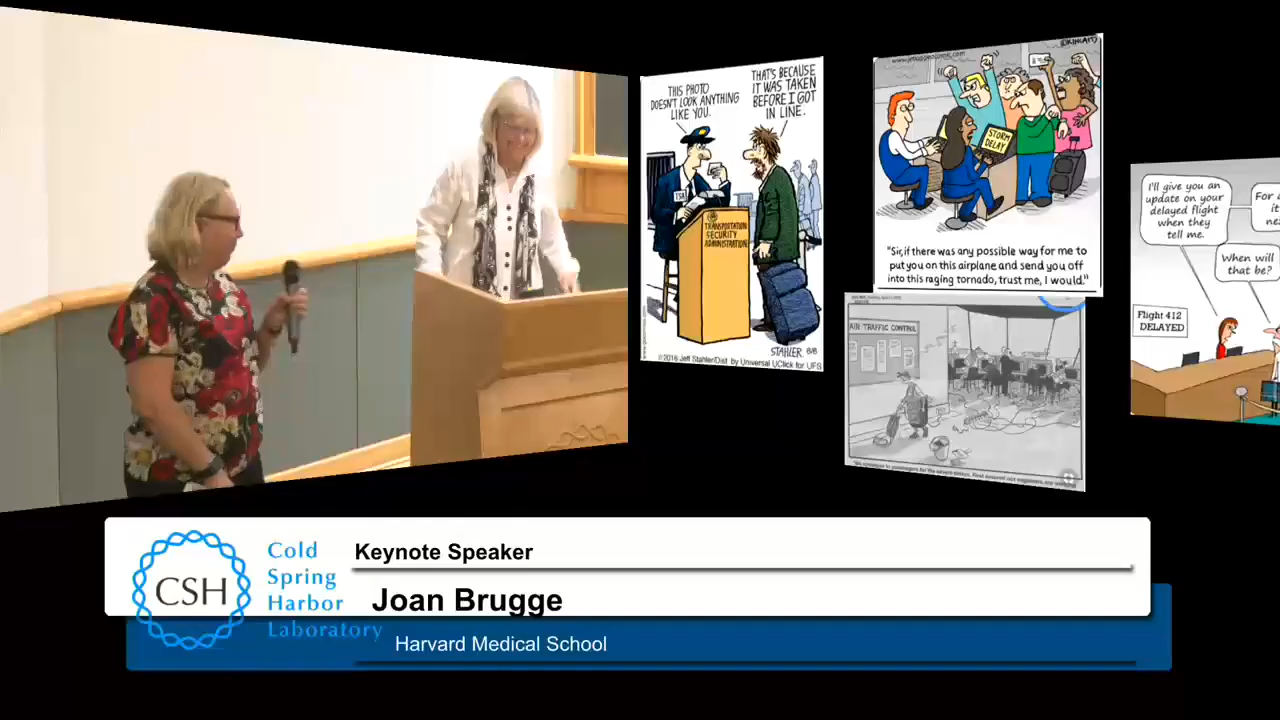 THIS PHOTO
DOESN'T LOOK ANYTHING
LIKE YOU.
THAT'S BECAUSE
IT WAS TAKEN
BEFORE I GOT
IN LINE.
TSA
TRANSPORTATION
SECURITY
ADMINISTRATION
STAHLER 6/8
©2016 Jeff Stahler/Dist. by Universal UClick for UFS
STORM
DELAY
"Sir, if there was any possible way for me to
put you on this airplane and send you off
into this raging tornado, trust me, I would."
AIR TRAFFIC CONTROL
I'll give you an
update on your
delayed flight
when they
tell me.
For
it
When will
that be?
Flight 412
DELAYED
CSH
Cold
Spring
Harbor
Laboratory
Keynote Speaker
Joan Brugge
Harvard Medical School